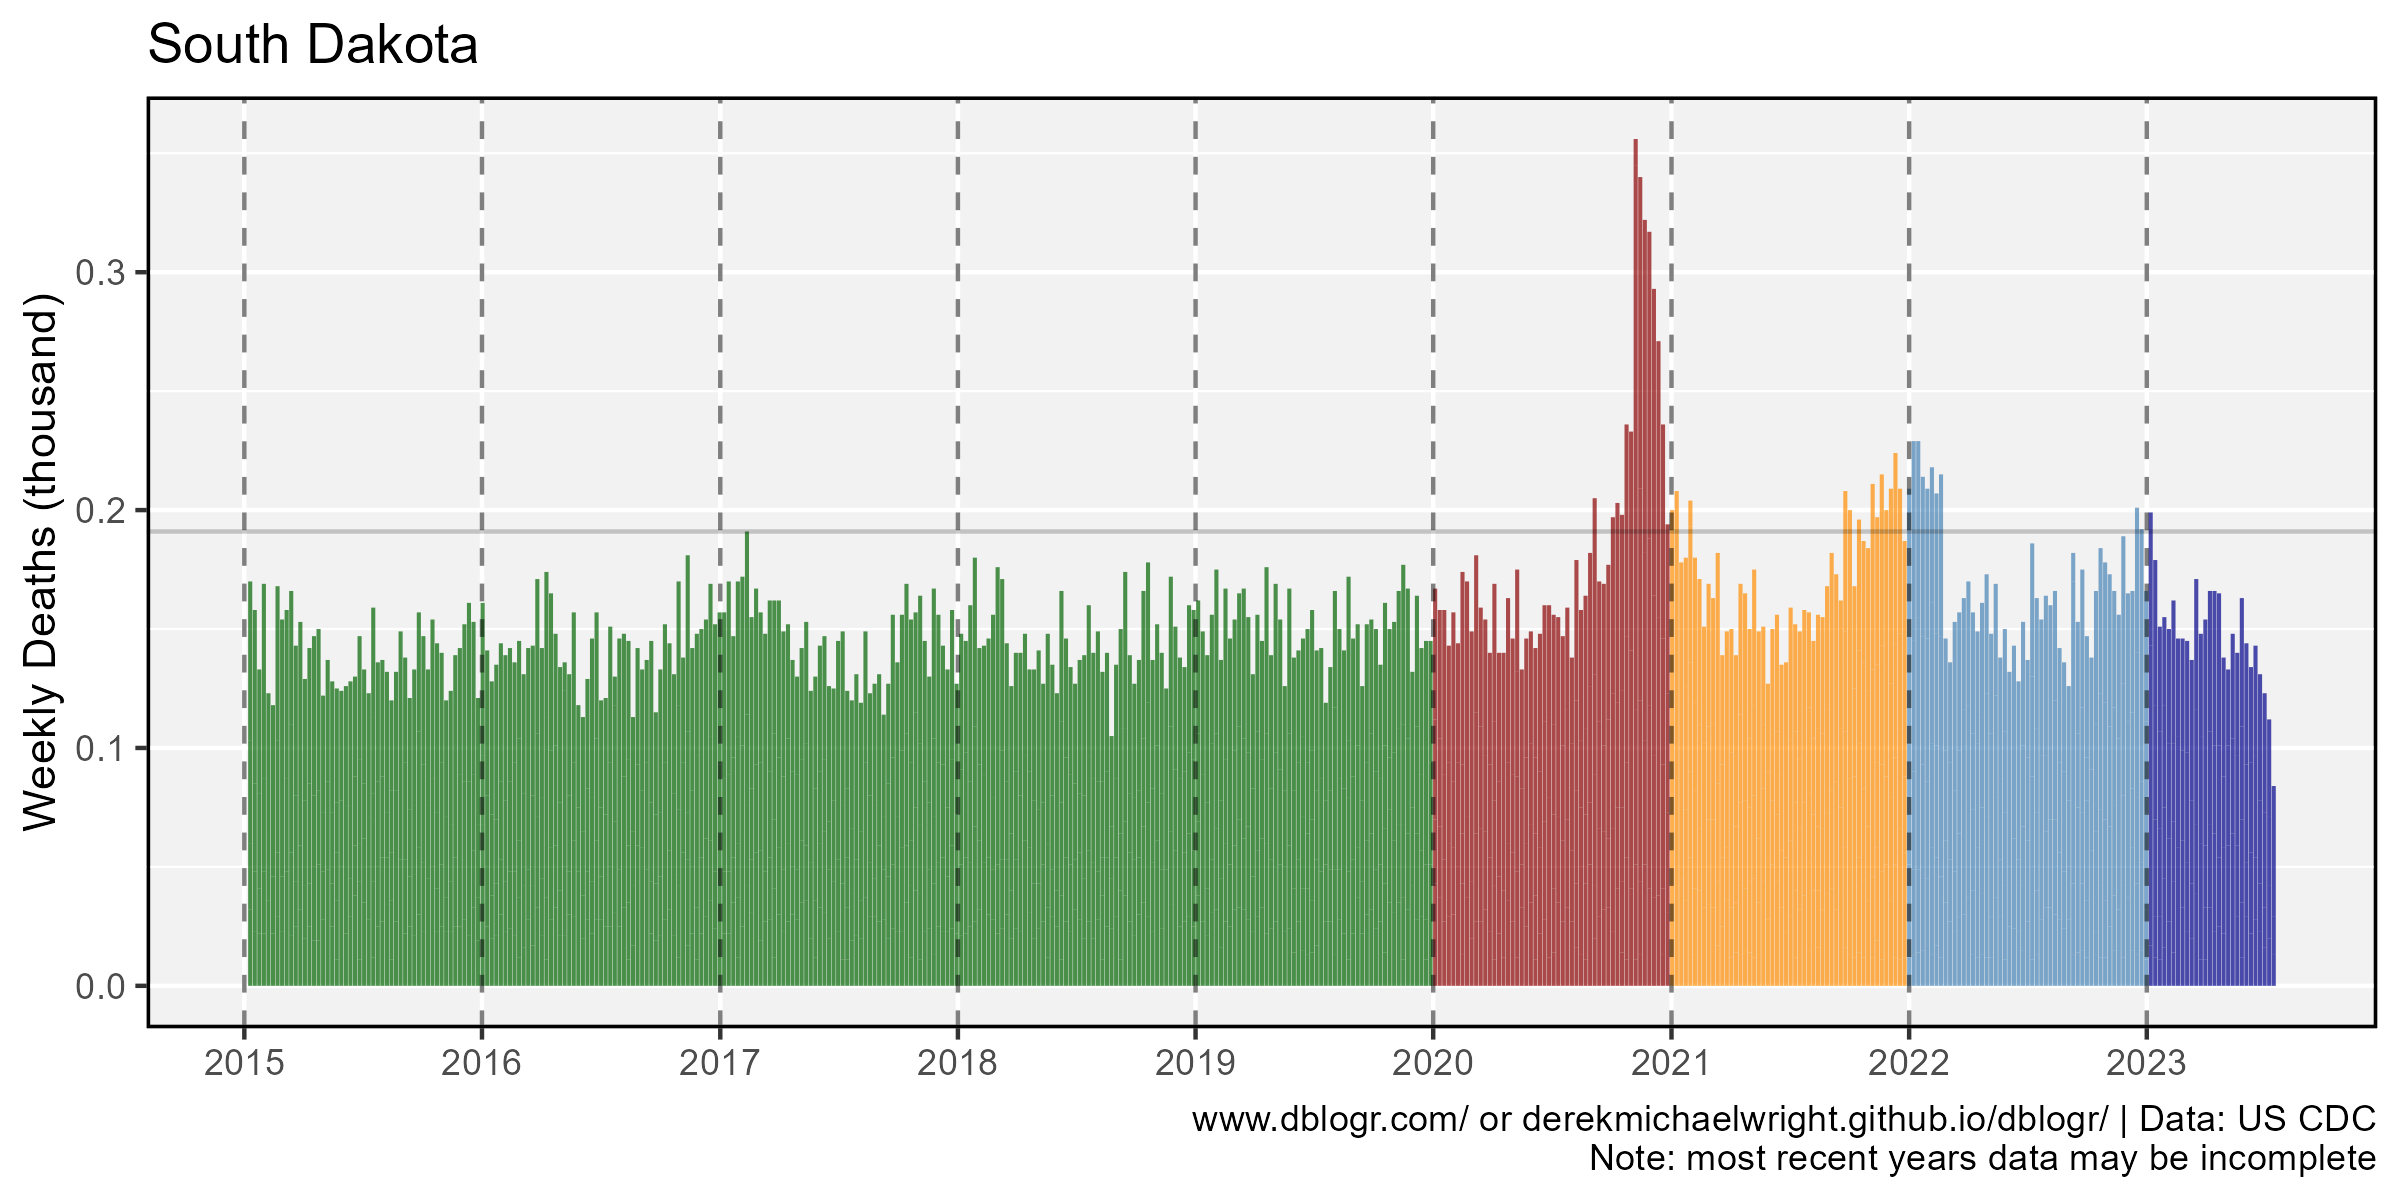 South Dakota
Weekly Deaths (thousand)
0.3
0.2
0.1
0.0
2015 2016 2017 2018 2019 2020 2021 2022 2023
www.dblogr.com/ or derekmichaelwright.github.io/dblogr/ | Data: US CDC
Note: most recent years data may be incomplete